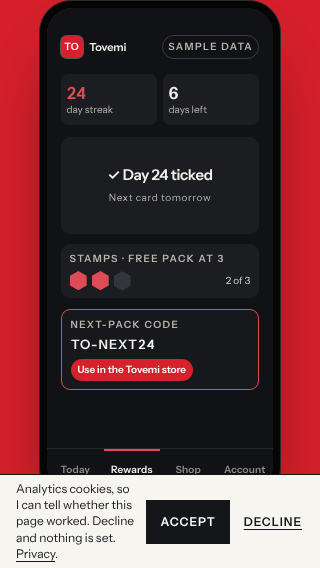 TO Tovemi SAMPLE DATA
24 6
day streak days left
✓ Day 24 ticked
Next card tomorrow
STAMPS · FREE PACK AT 3
2 of 3
NEXT-PACK CODE
TO-NEXT24
Use in the Tovemi store
Today Rewards Shop Account
Analytics cookies, so
I can tell whether this
page worked. Decline
and nothing is set.
Privacy.
ACCEPT DECLINE